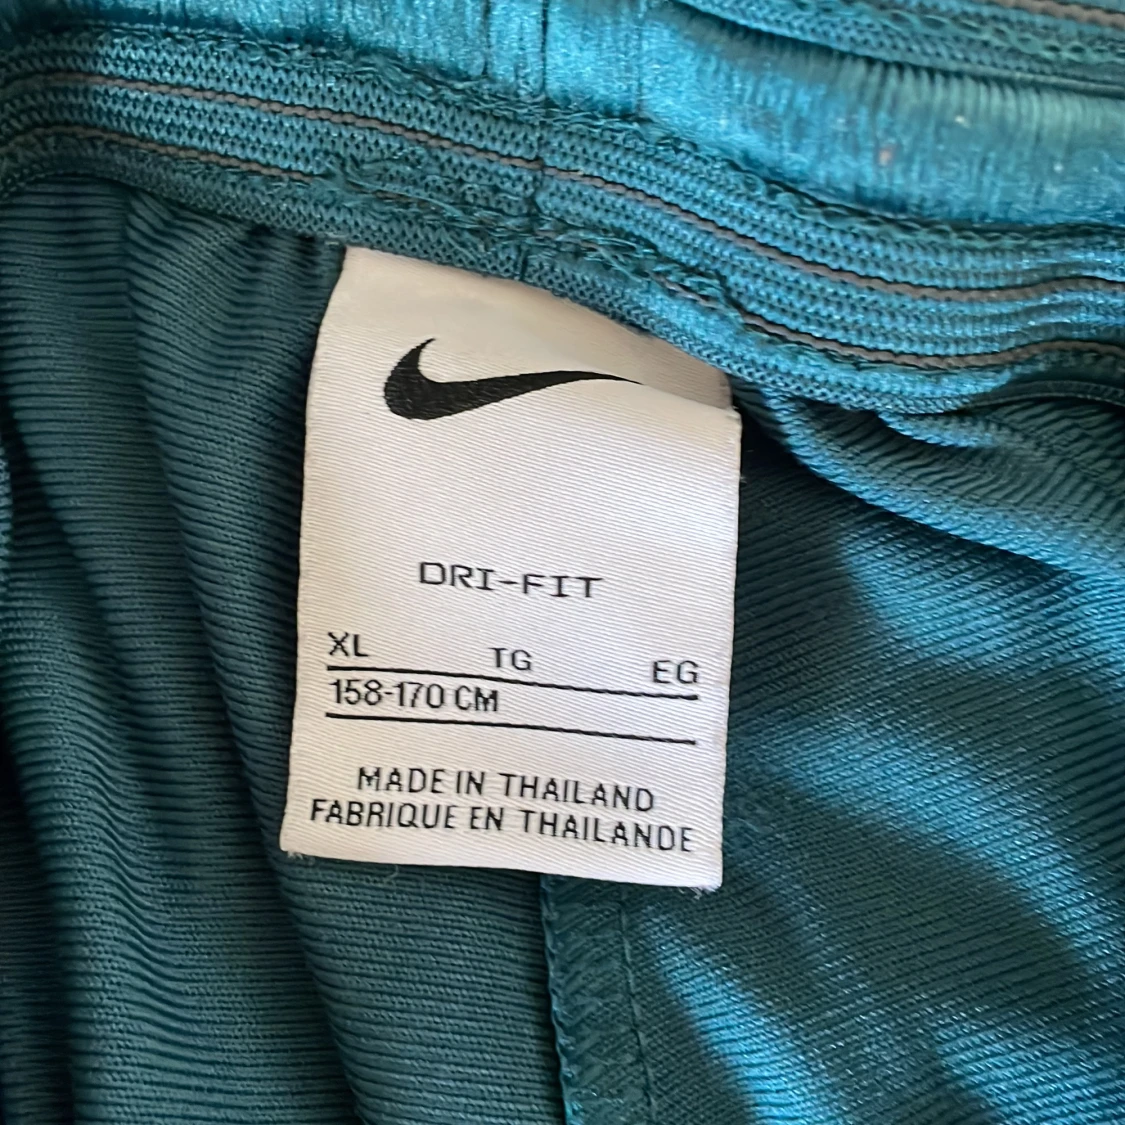 DRI-FIT
XL TG EG
158-170 CM
MADE IN THAILAND
FABRIQUE EN THAILANDE